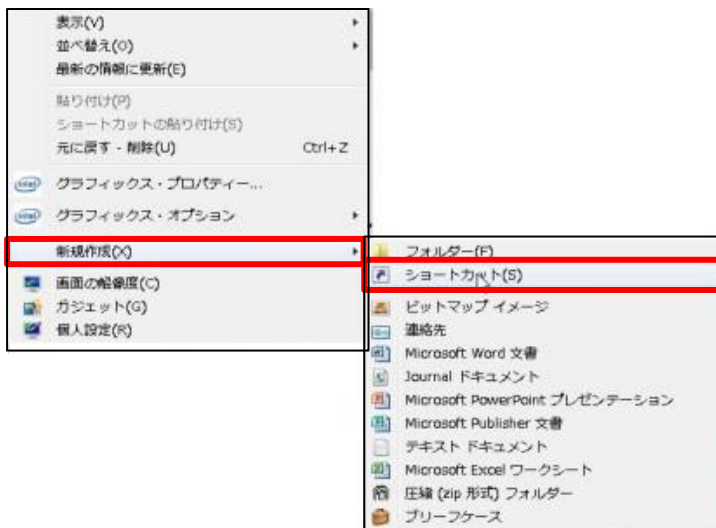 表示(V)
並べ替え(O)
最新の情報に更新(E)
貼り付け(P)
ショートカットの貼り付け(S)
元に戻す - 削除(U) Ctrl+Z
グラフィックス・プロパティー...
グラフィックス・オプション
新規作成(X)
画面の解像度(C)
ガジェット(G)
個人設定(R)
フォルダー(F)
ショートカット(S)
ビットマップ イメージ
連絡先
Microsoft Word 文書
Journal ドキュメント
Microsoft PowerPoint プレゼンテーション
Microsoft Publisher 文書
テキスト ドキュメント
Microsoft Excel ワークシート
圧縮 (zip 形式) フォルダー
ブリーフケース